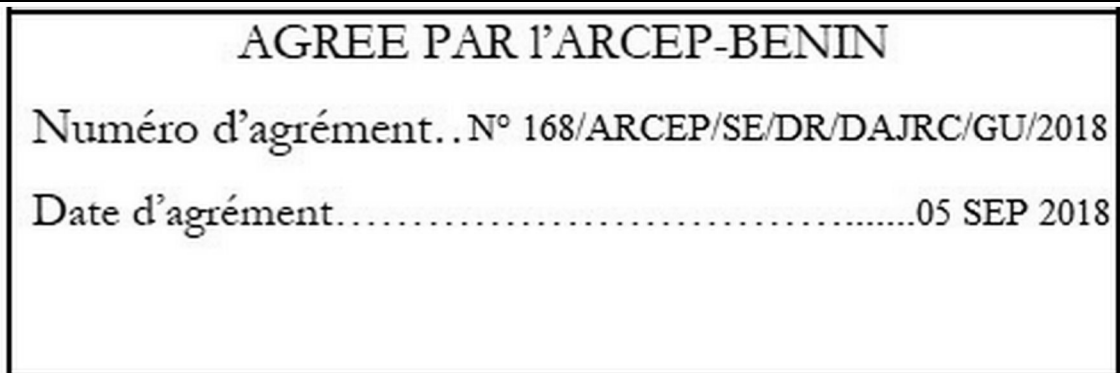 AGREE PAR l'ARCEP-BENIN
Numéro d'agrément..N° 168/ARCEP/SE/DR/DAJRC/GU/2018
Date d'agrément.......................................05 SEP 2018